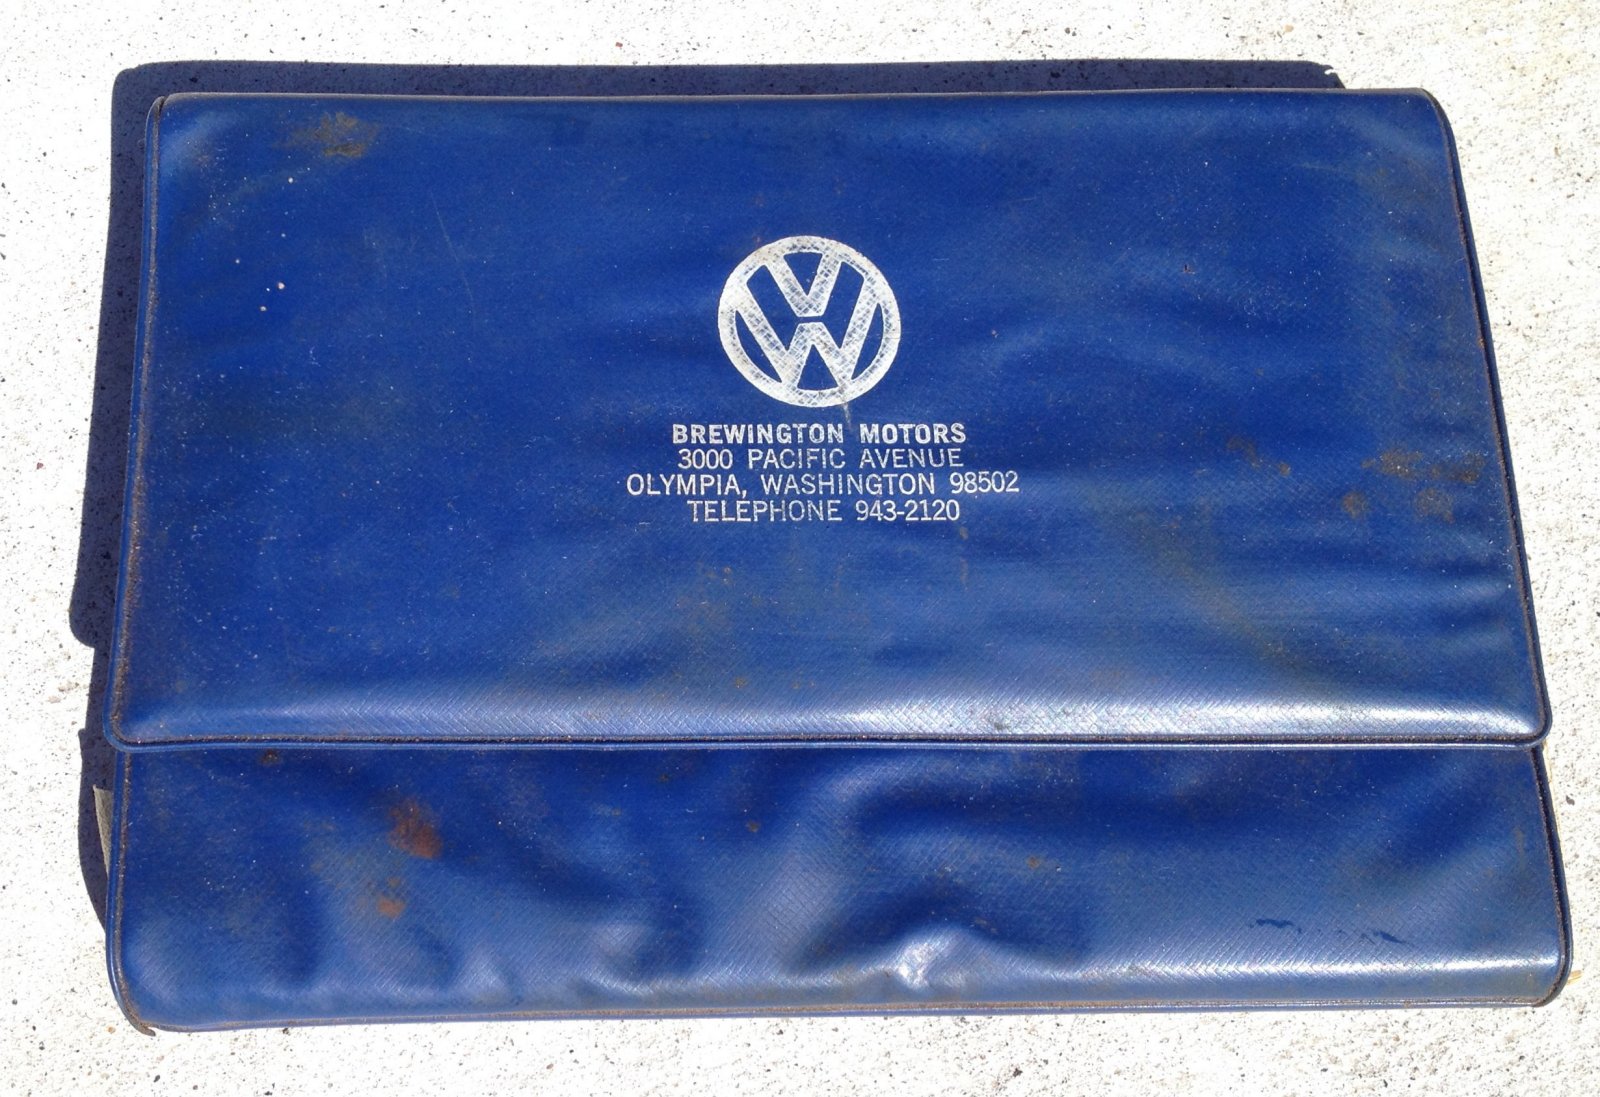 VW
BREWINGTON MOTORS
3000 PACIFIC AVENUE
OLYMPIA, WASHINGTON 98502
TELEPHONE 943-2120